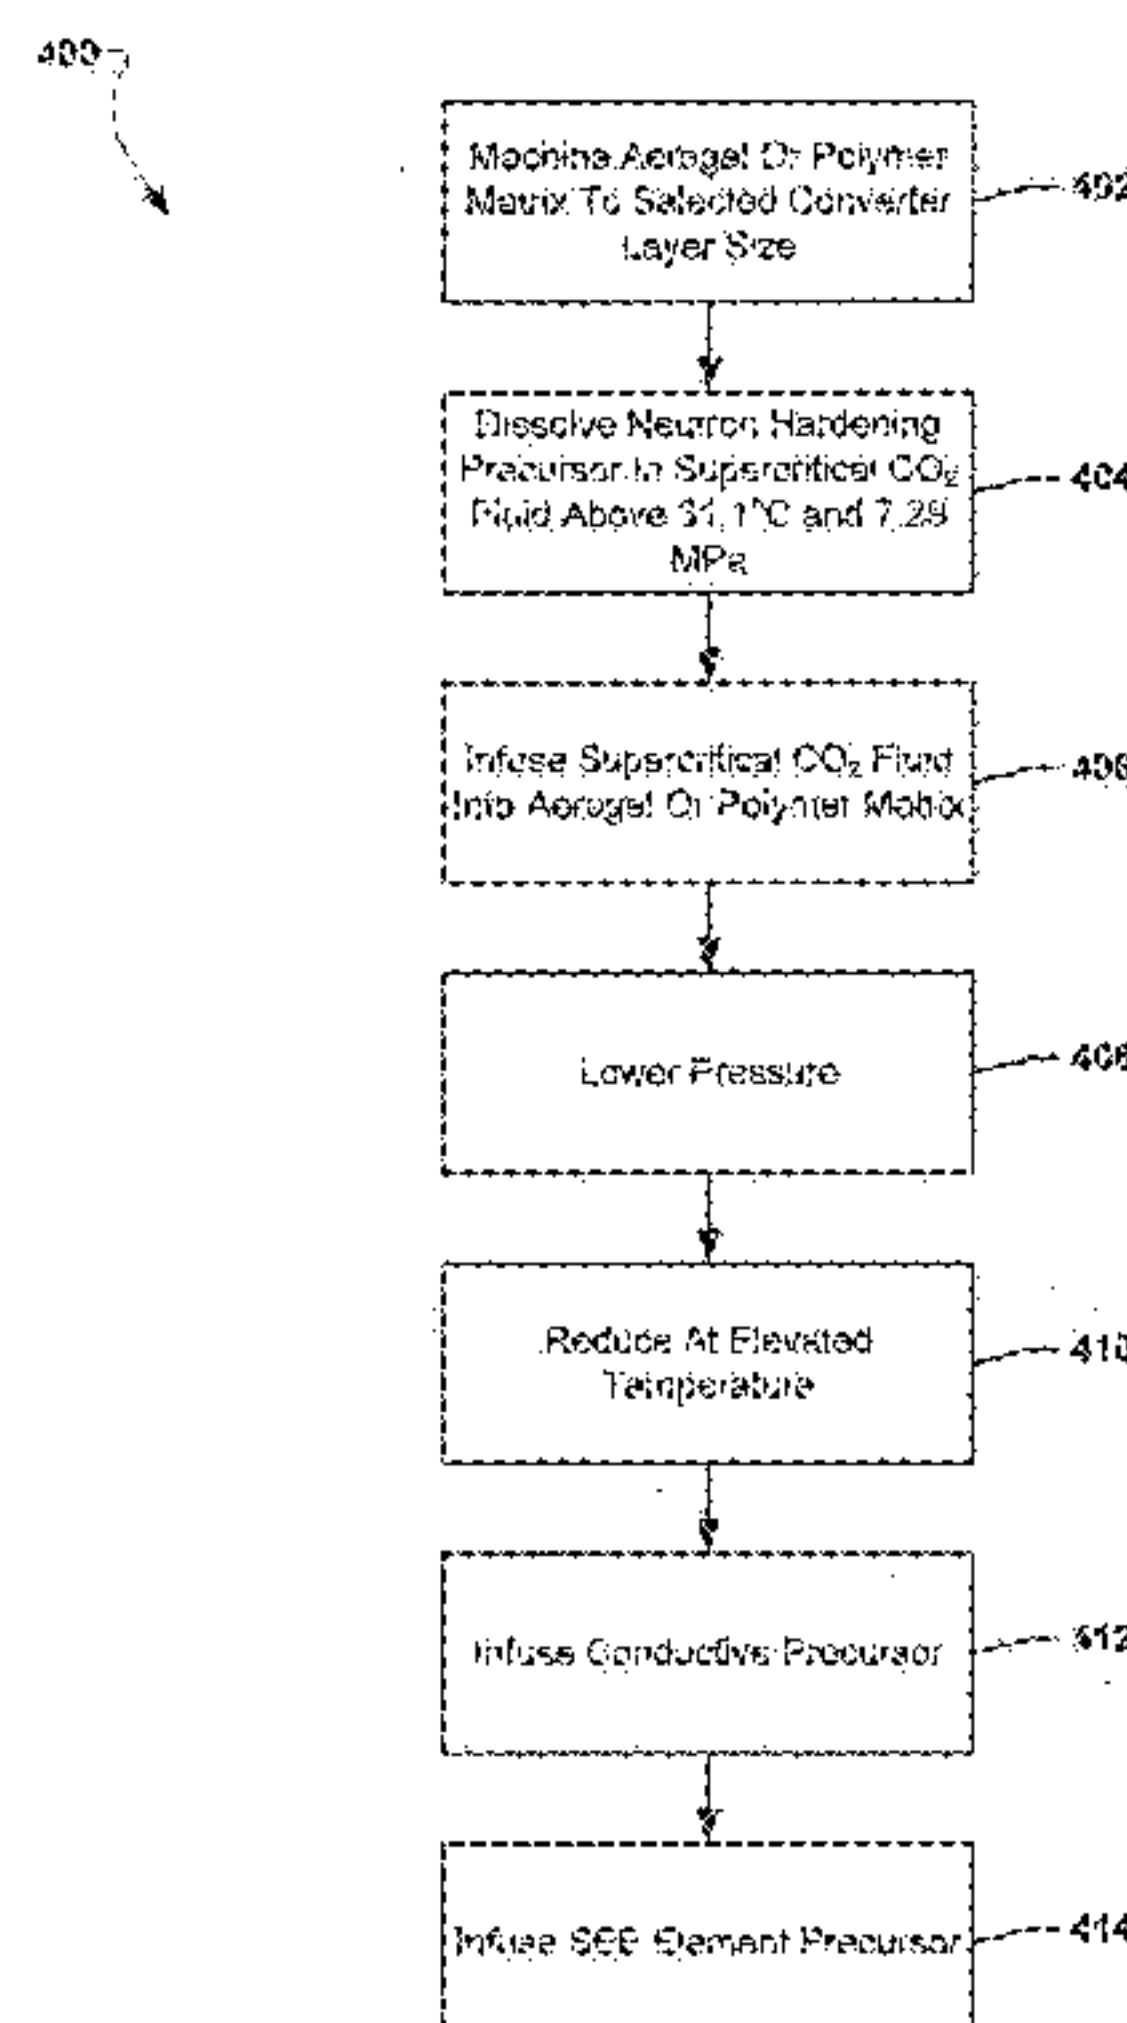 400
Machine Aerogel Or Polymer
Matrix To Selected Converter
Layer Size
402
Dissolve Neutron Hardening
Precursor In Supercritical CO₂
Fluid Above 31.1°C and 7.29
MPa
404
Infuse Supercritical CO₂ Fluid
Into Aerogel Or Polymer Matrix
406
Lower Pressure
408
Reduce At Elevated
Temperature
410
Infuse Conductive Precursor
412
Infuse SEE Element Precursor
414